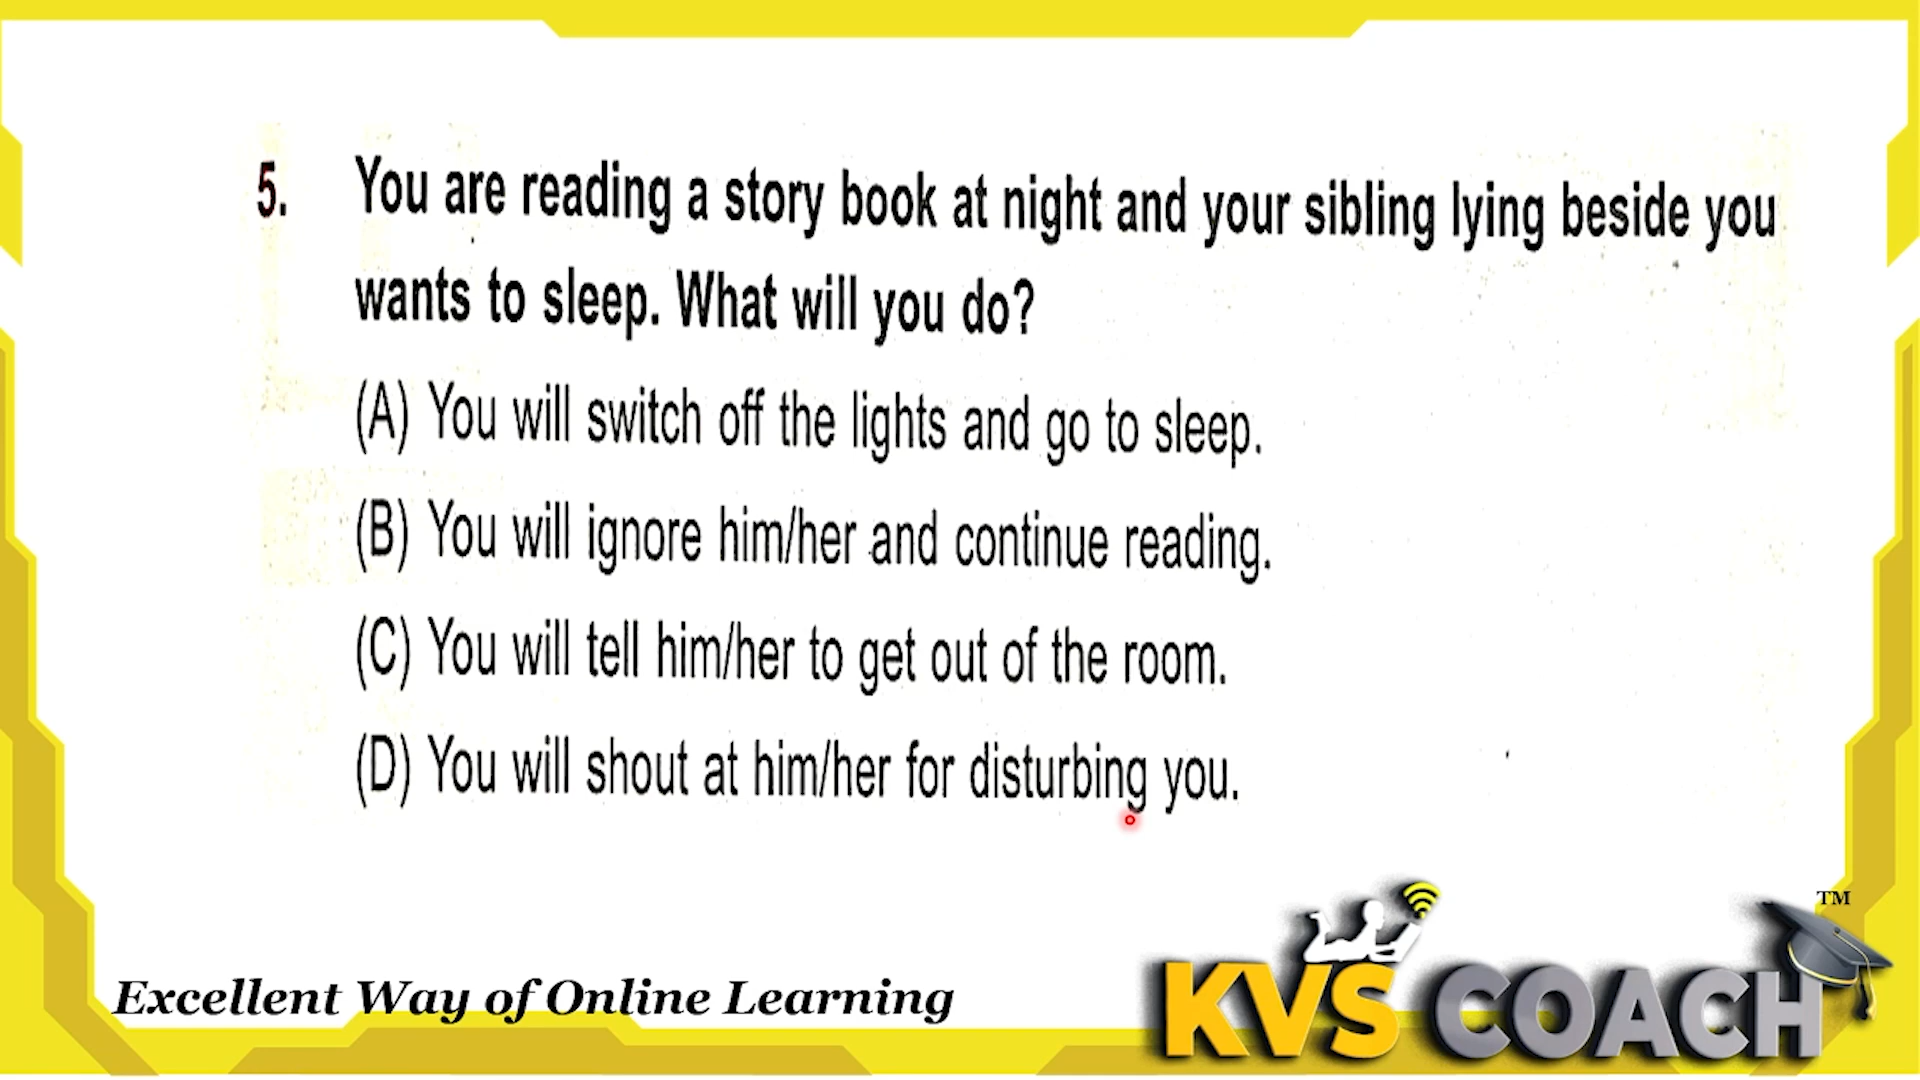 5. You are reading a story book at night and your sibling lying beside you
wants to sleep. What will you do?
(A) You will switch off the lights and go to sleep.
(B) You will ignore him/her and continue reading.
(C) You will tell him/her to get out of the room.
(D) You will shout at him/her for disturbing you.
Excellent Way of Online Learning
KVS COACH TM